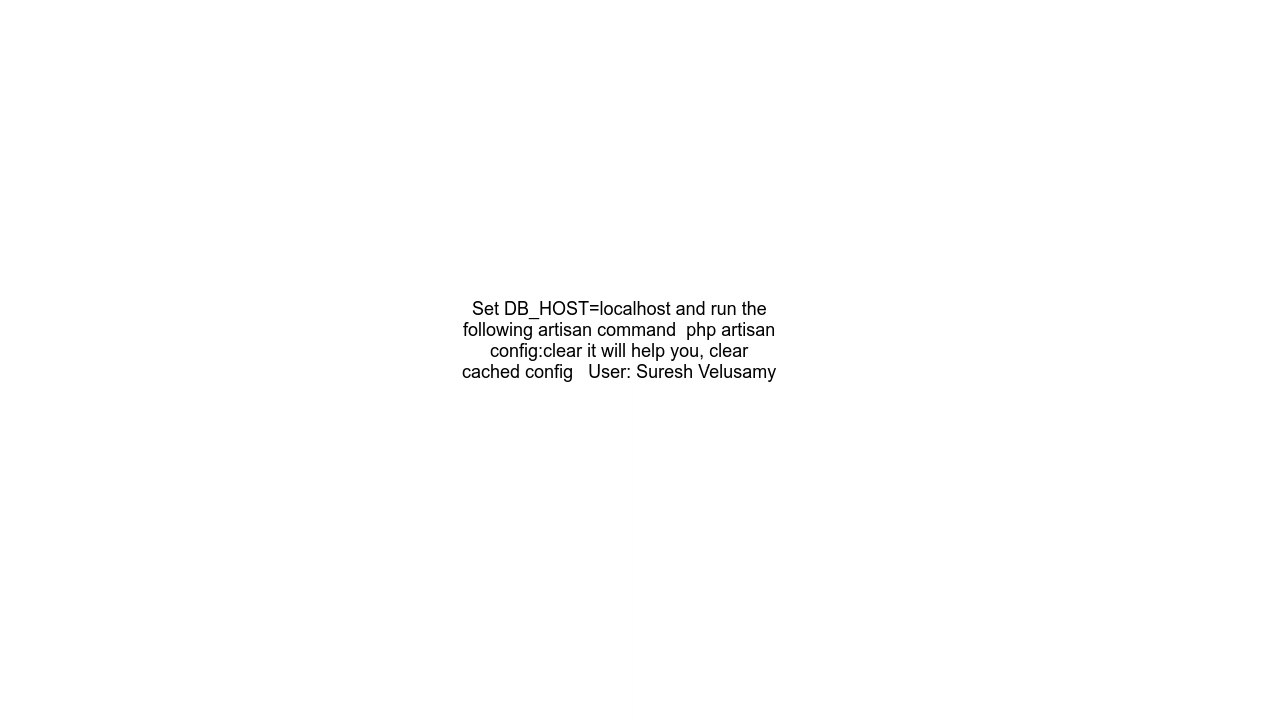 Set DB_HOST=localhost and run the
following artisan command  php artisan
config:clear it will help you, clear
cached config   User: Suresh Velusamy